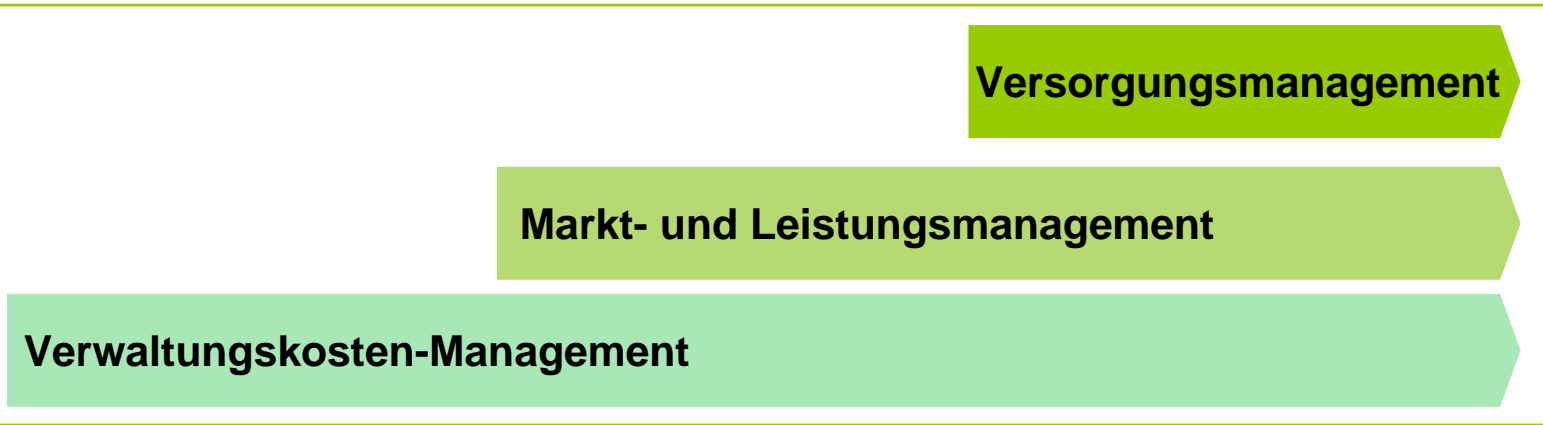 Versorgungsmanagement
Markt- und Leistungsmanagement
Verwaltungskosten-Management